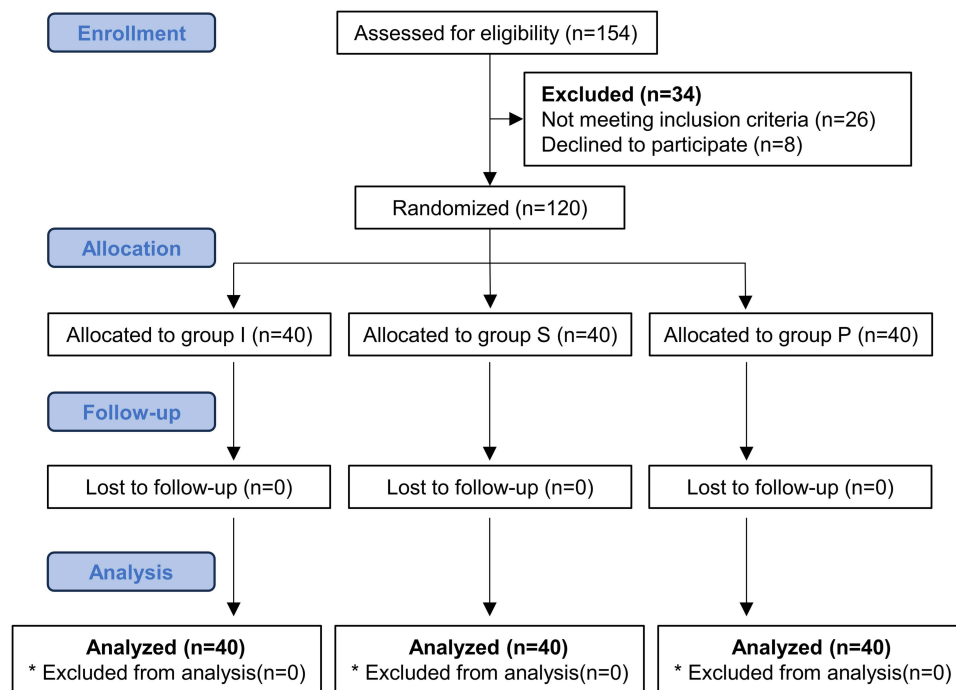 Enrollment
Assessed for eligibility (n=154)
Excluded (n=34)
Not meeting inclusion criteria (n=26)
Declined to participate (n=8)
Randomized (n=120)
Allocation
Allocated to group I (n=40)
Allocated to group S (n=40)
Allocated to group P (n=40)
Follow-up
Lost to follow-up (n=0)
Lost to follow-up (n=0)
Lost to follow-up (n=0)
Analysis
Analyzed (n=40)
* Excluded from analysis(n=0)
Analyzed (n=40)
* Excluded from analysis(n=0)
Analyzed (n=40)
* Excluded from analysis(n=0)